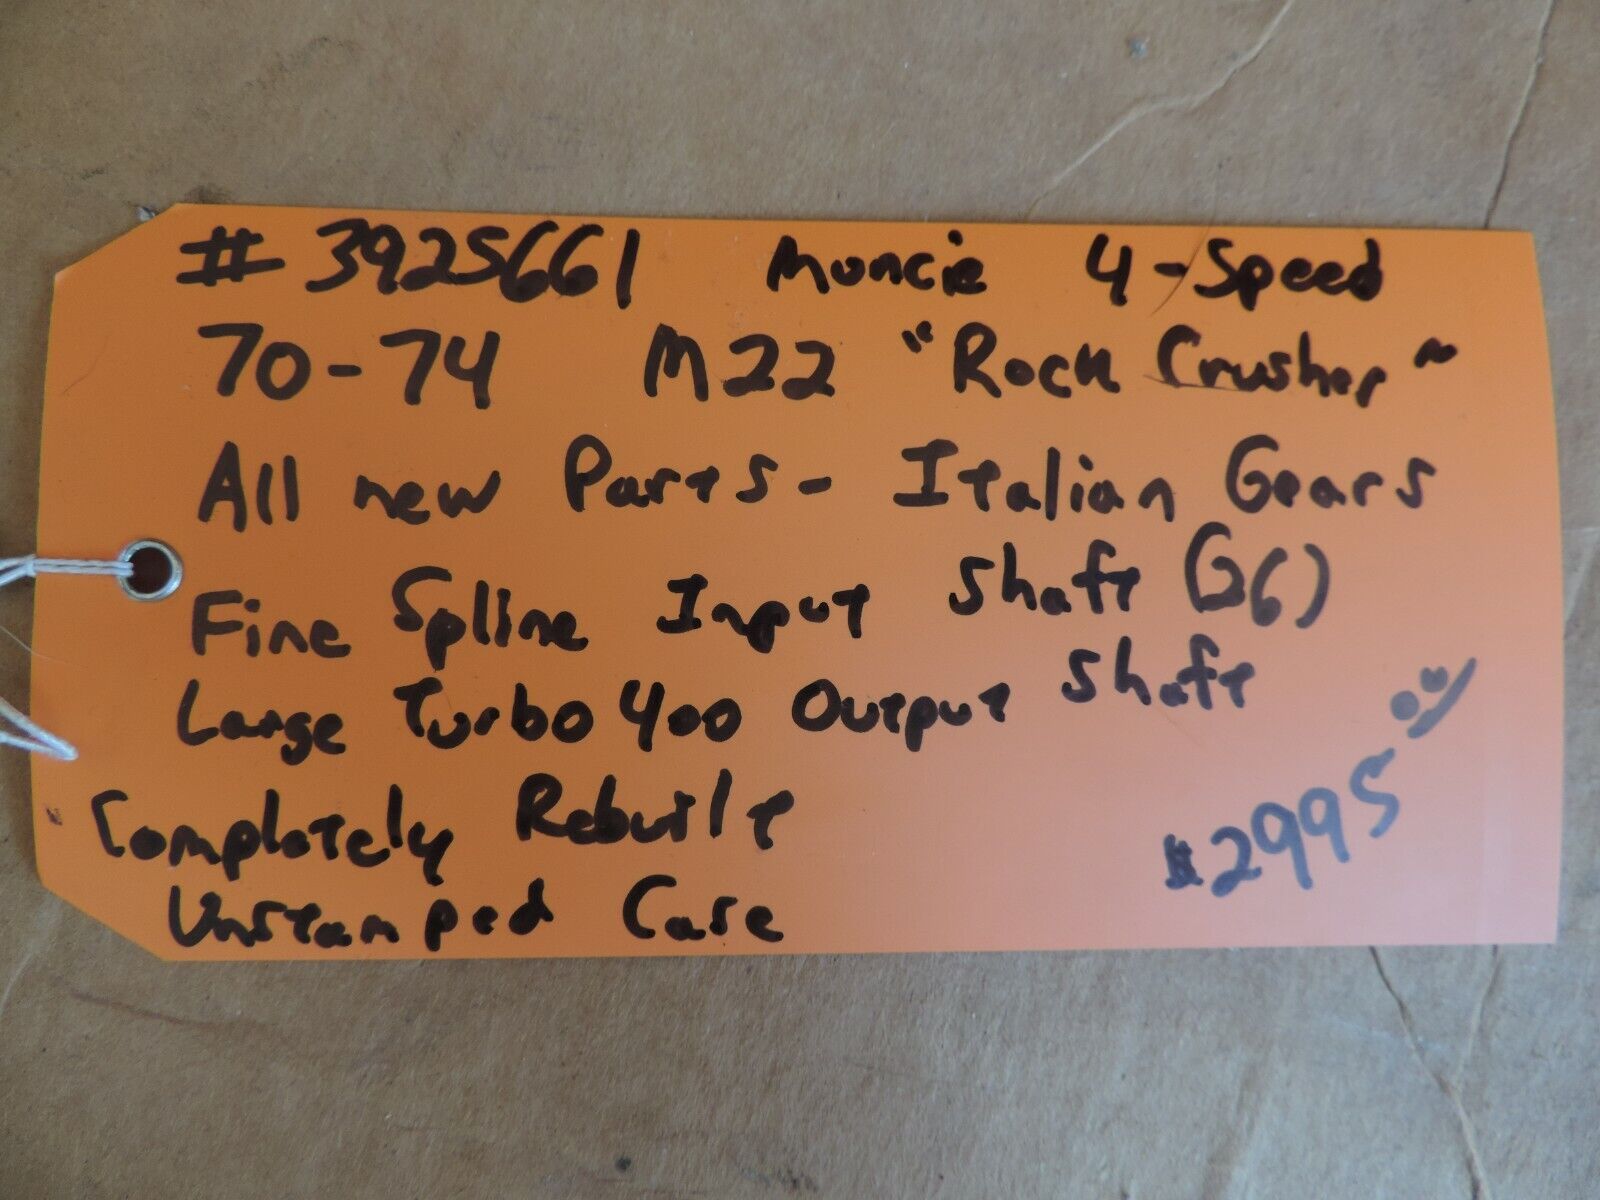 #3925661 Muncie 4-Speed
70-74 M22 "Rock Crusher"
All new Parts - Italian Gears
Fine Spline Input Shaft (26)
Large Turbo 400 Output Shaft
Completely Rebuilt
Unstamped Case
$2995.00